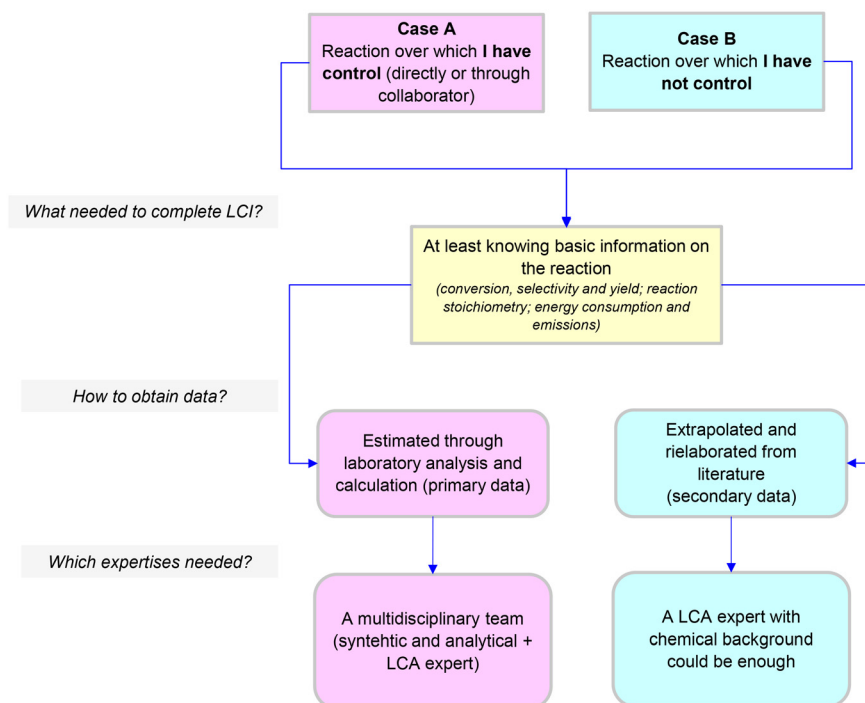 Case A
Reaction over which I have
control (directly or through
collaborator)
Case B
Reaction over which I have
not control
What needed to complete LCI?
At least knowing basic information on
the reaction
(conversion, selectivity and yield; reaction
stoichiometry; energy consumption and
emissions)
How to obtain data?
Estimated through
laboratory analysis and
calculation (primary data)
Extrapolated and
rielaborated from
literature
(secondary data)
Which expertises needed?
A multidisciplinary team
(syntehtic and analytical +
LCA expert)
A LCA expert with
chemical background
could be enough